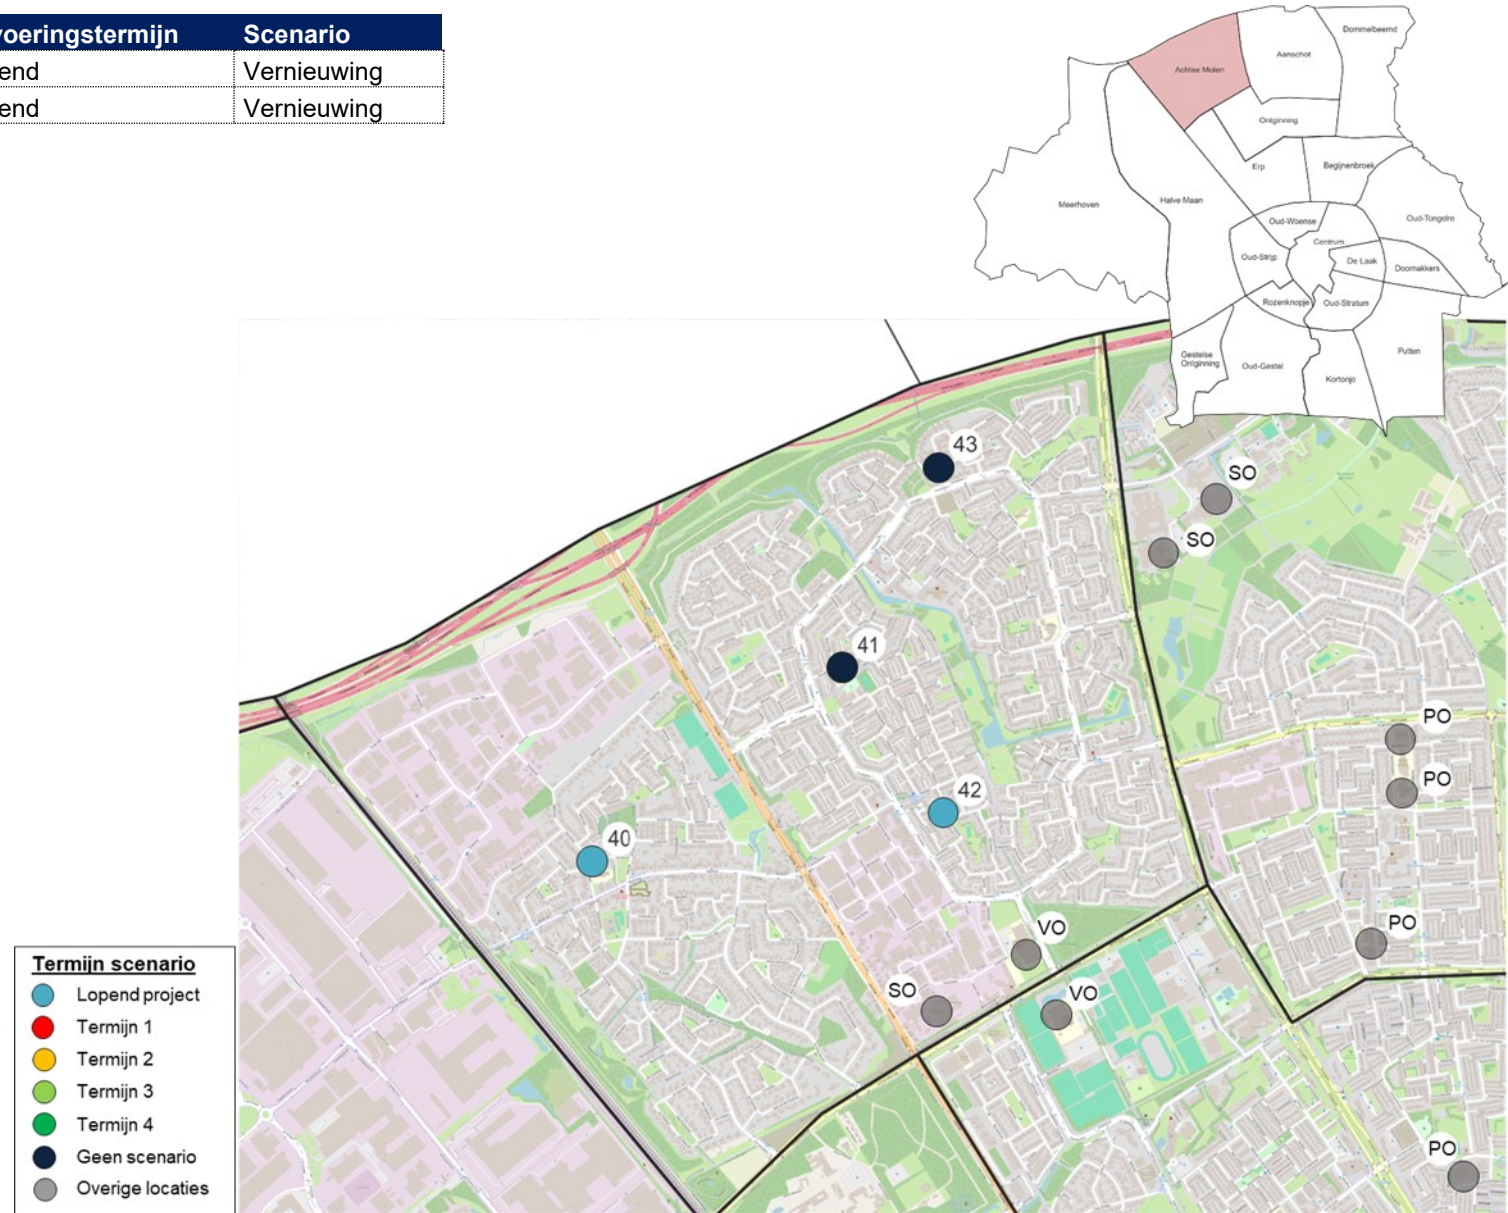 voeringstermijn Scenario
end Vernieuwing
end Vernieuwing
Dommelbeemd
Aanschot
Achtse Molen
Ontginning
Erp
Begijnenbroek
Meerhoven
Halve Maan
Oud-Woense
Oud-Tongelre
Centrum
Oud-Strijp
De Laak
Doornakkers
Rozenknopje
Oud-Stratum
Gestelse
Ontginning
Oud-Gestel
Kortonjo
Putten
43
SO
SO
41
PO
PO
42
40
VO
PO
SO
VO
PO
Termijn scenario
Lopend project
Termijn 1
Termijn 2
Termijn 3
Termijn 4
Geen scenario
Overige locaties